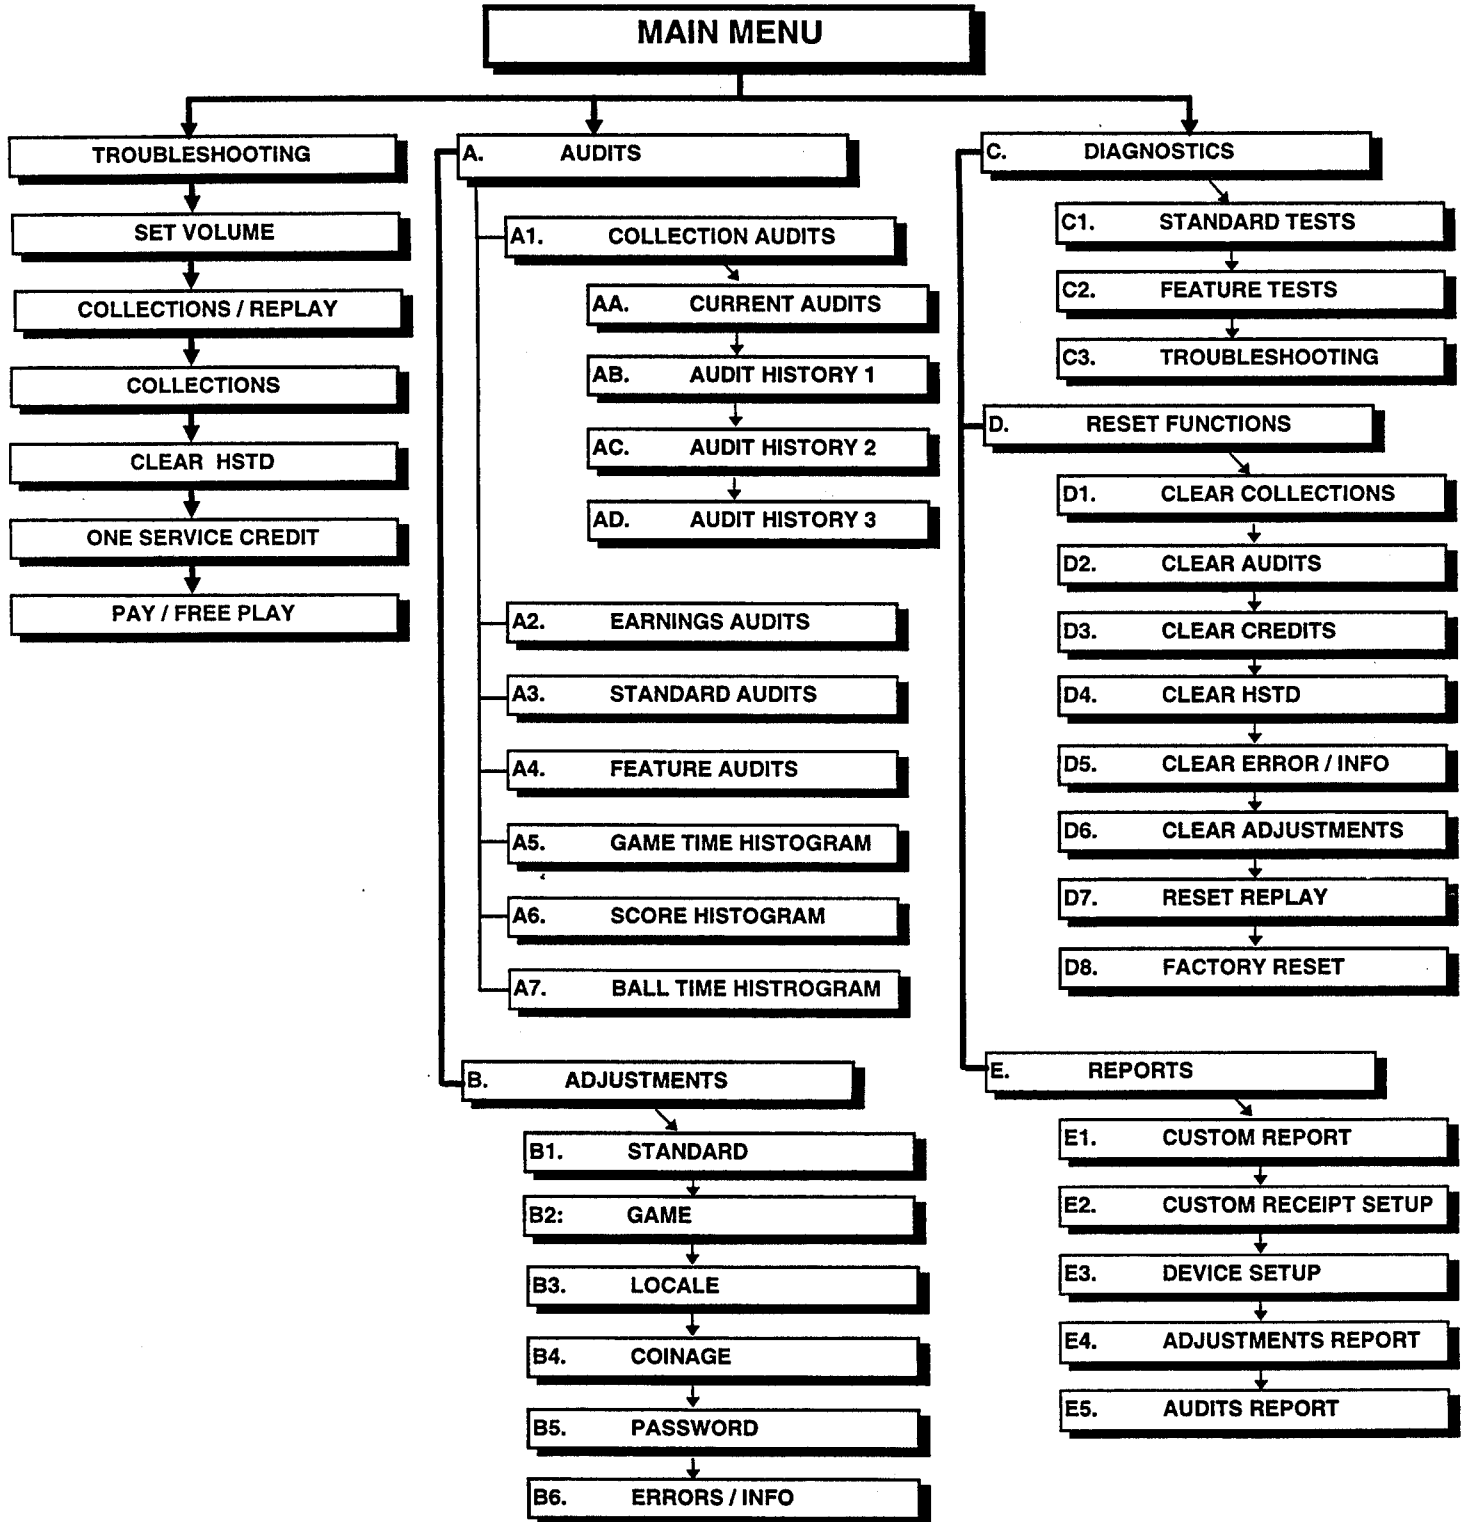 MAIN MENU
TROUBLESHOOTING
SET VOLUME
COLLECTIONS / REPLAY
COLLECTIONS
CLEAR HSTD
ONE SERVICE CREDIT
PAY / FREE PLAY
A. AUDITS
A1. COLLECTION AUDITS
AA. CURRENT AUDITS
AB. AUDIT HISTORY 1
AC. AUDIT HISTORY 2
AD. AUDIT HISTORY 3
A2. EARNINGS AUDITS
A3. STANDARD AUDITS
A4. FEATURE AUDITS
A5. GAME TIME HISTOGRAM
A6. SCORE HISTOGRAM
A7. BALL TIME HISTROGRAM
B. ADJUSTMENTS
B1. STANDARD
B2: GAME
B3. LOCALE
B4. COINAGE
B5. PASSWORD
B6. ERRORS / INFO
C. DIAGNOSTICS
C1. STANDARD TESTS
C2. FEATURE TESTS
C3. TROUBLESHOOTING
D. RESET FUNCTIONS
D1. CLEAR COLLECTIONS
D2. CLEAR AUDITS
D3. CLEAR CREDITS
D4. CLEAR HSTD
D5. CLEAR ERROR / INFO
D6. CLEAR ADJUSTMENTS
D7. RESET REPLAY
D8. FACTORY RESET
E. REPORTS
E1. CUSTOM REPORT
E2. CUSTOM RECEIPT SETUP
E3. DEVICE SETUP
E4. ADJUSTMENTS REPORT
E5. AUDITS REPORT